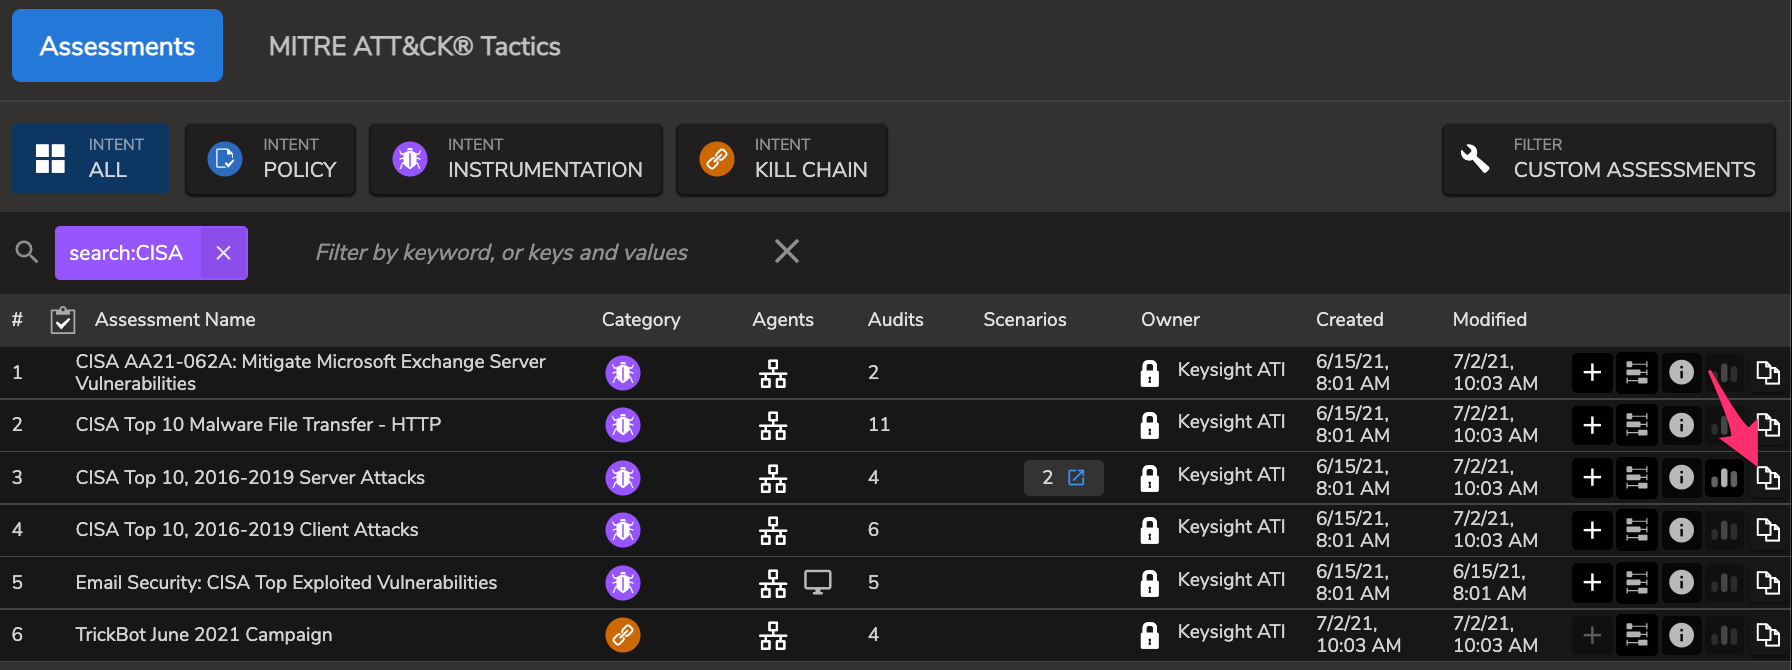 Assessments MITRE ATT&CK® Tactics
INTENT
ALL
INTENT
POLICY
INTENT
INSTRUMENTATION
INTENT
KILL CHAIN
FILTER
CUSTOM ASSESSMENTS
search:CISA Filter by keyword, or keys and values
# Assessment Name Category Agents Audits Scenarios Owner Created Modified
1 CISA AA21-062A: Mitigate Microsoft Exchange Server
Vulnerabilities
2 Keysight ATI
6/15/21,
8:01 AM
7/2/21,
10:03 AM
2 CISA Top 10 Malware File Transfer - HTTP 11 Keysight ATI
6/15/21,
8:01 AM
7/2/21,
10:03 AM
3 CISA Top 10, 2016-2019 Server Attacks 4 2 Keysight ATI
6/15/21,
8:01 AM
7/2/21,
10:03 AM
4 CISA Top 10, 2016-2019 Client Attacks 6 Keysight ATI
6/15/21,
8:01 AM
7/2/21,
10:03 AM
5 Email Security: CISA Top Exploited Vulnerabilities 5 Keysight ATI
6/15/21,
8:01 AM
6/15/21,
8:01 AM
6 TrickBot June 2021 Campaign 4 Keysight ATI
7/2/21,
10:03 AM
7/2/21,
10:03 AM